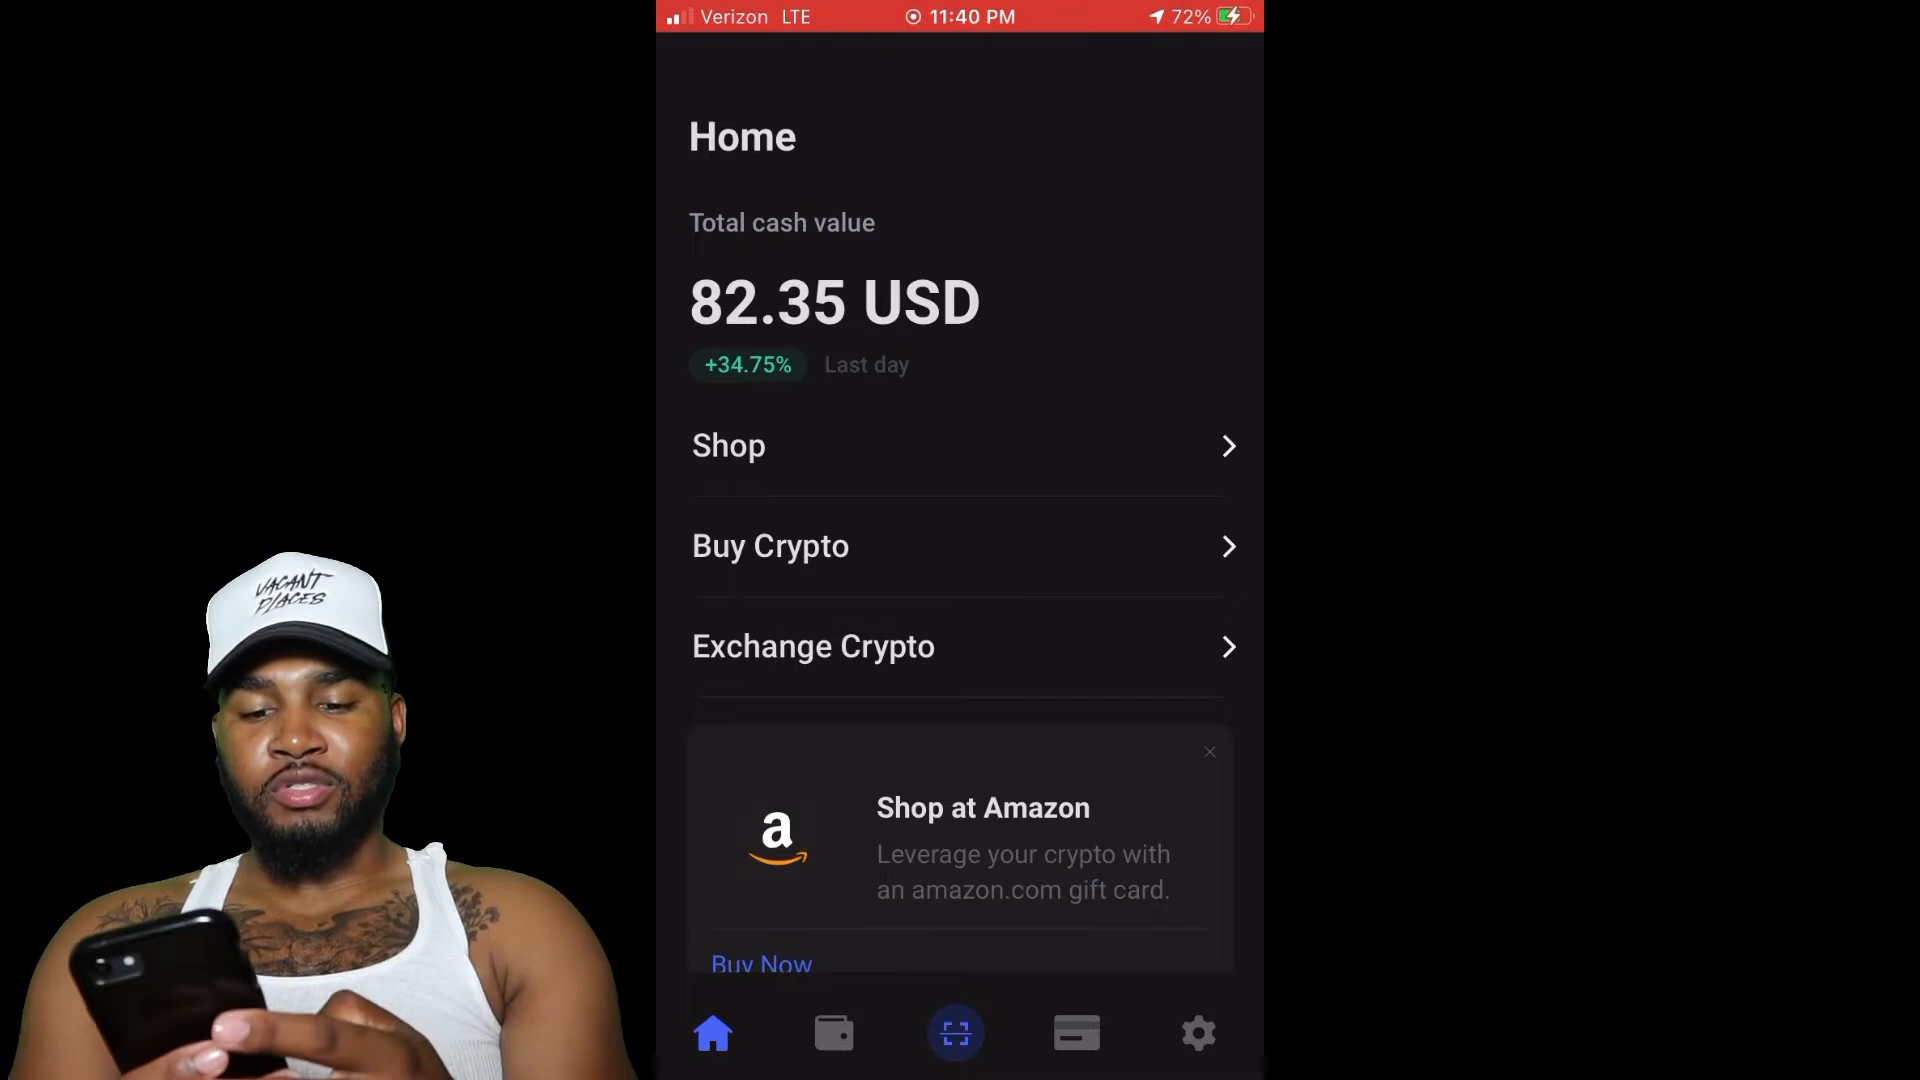 Verizon LTE 11:40 PM 72%
Home
Total cash value
82.35 USD
+34.75% Last day
Shop
Buy Crypto
Exchange Crypto
Shop at Amazon
Leverage your crypto with
an amazon.com gift card.
Buy Now
VACANT
PLACES